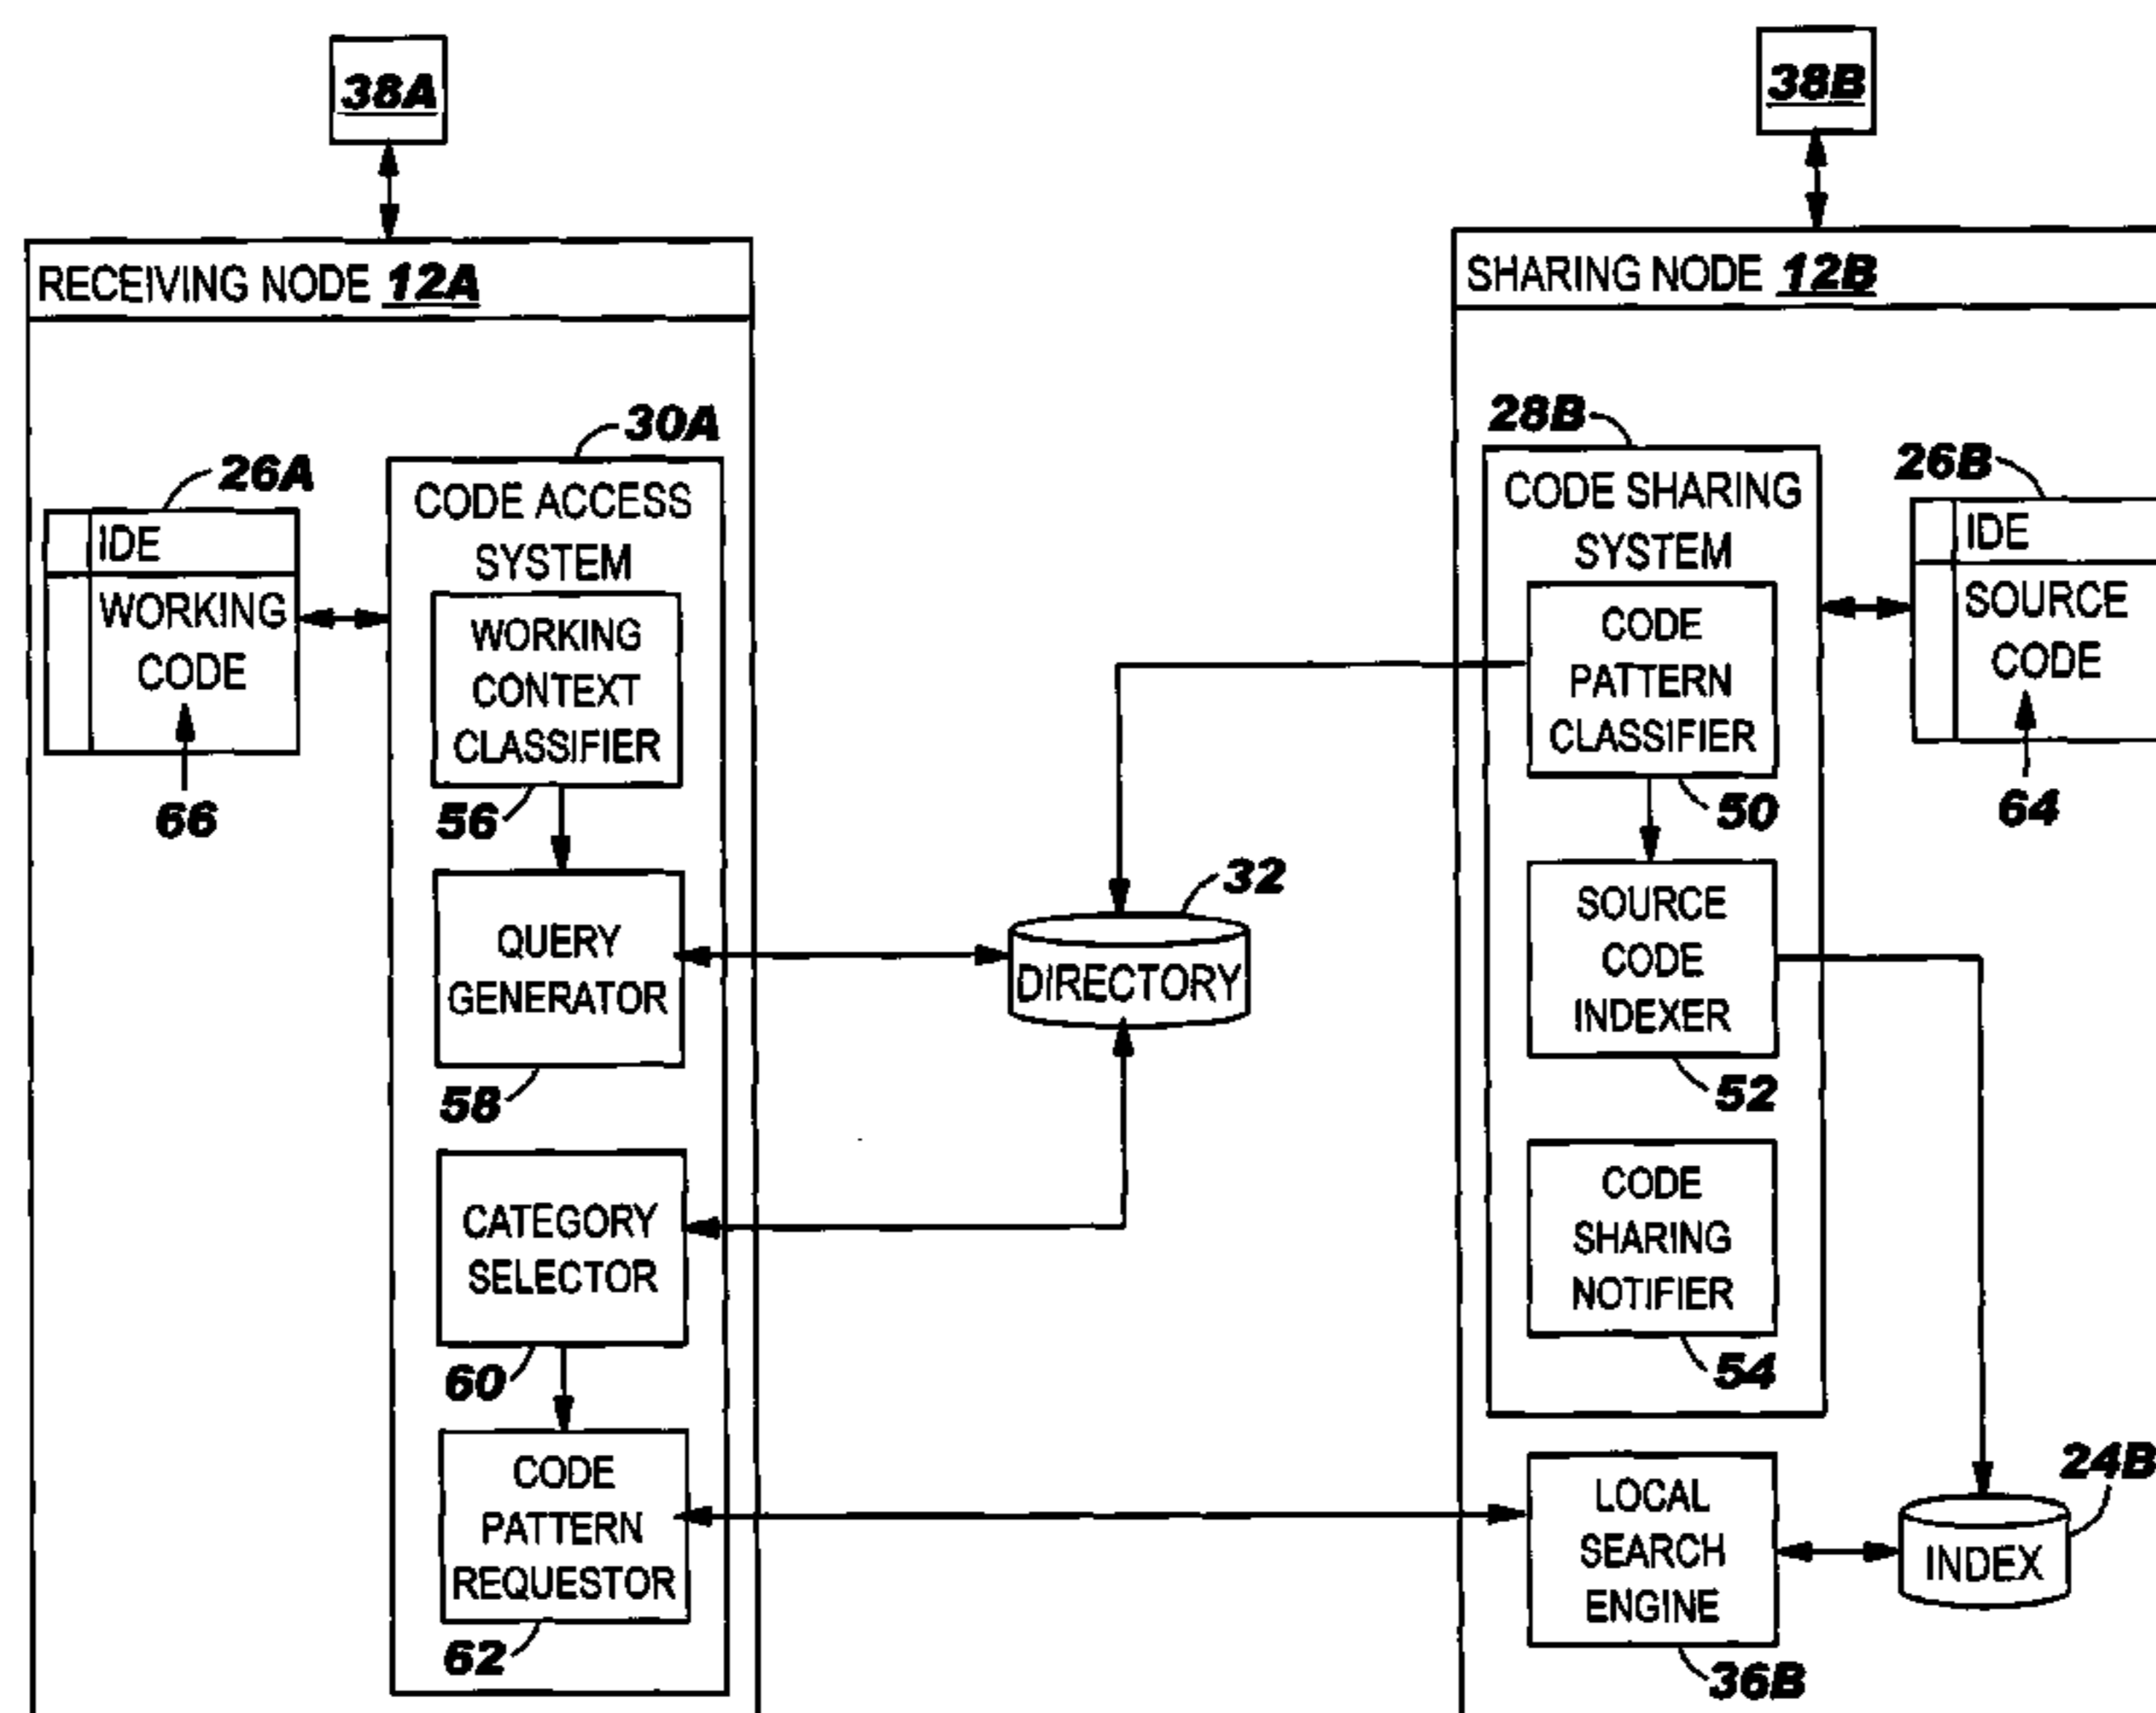 38A
38B
RECEIVING NODE 12A
SHARING NODE 12B
30A
26A
IDE
WORKING
CODE
66
CODE ACCESS
SYSTEM
WORKING
CONTEXT
CLASSIFIER
56
QUERY
GENERATOR
58
CATEGORY
SELECTOR
60
CODE
PATTERN
REQUESTOR
62
32
DIRECTORY
28B
CODE SHARING
SYSTEM
CODE
PATTERN
CLASSIFIER
50
SOURCE
CODE
INDEXER
52
CODE
SHARING
NOTIFIER
54
26B
IDE
SOURCE
CODE
64
LOCAL
SEARCH
ENGINE
36B
24B
INDEX